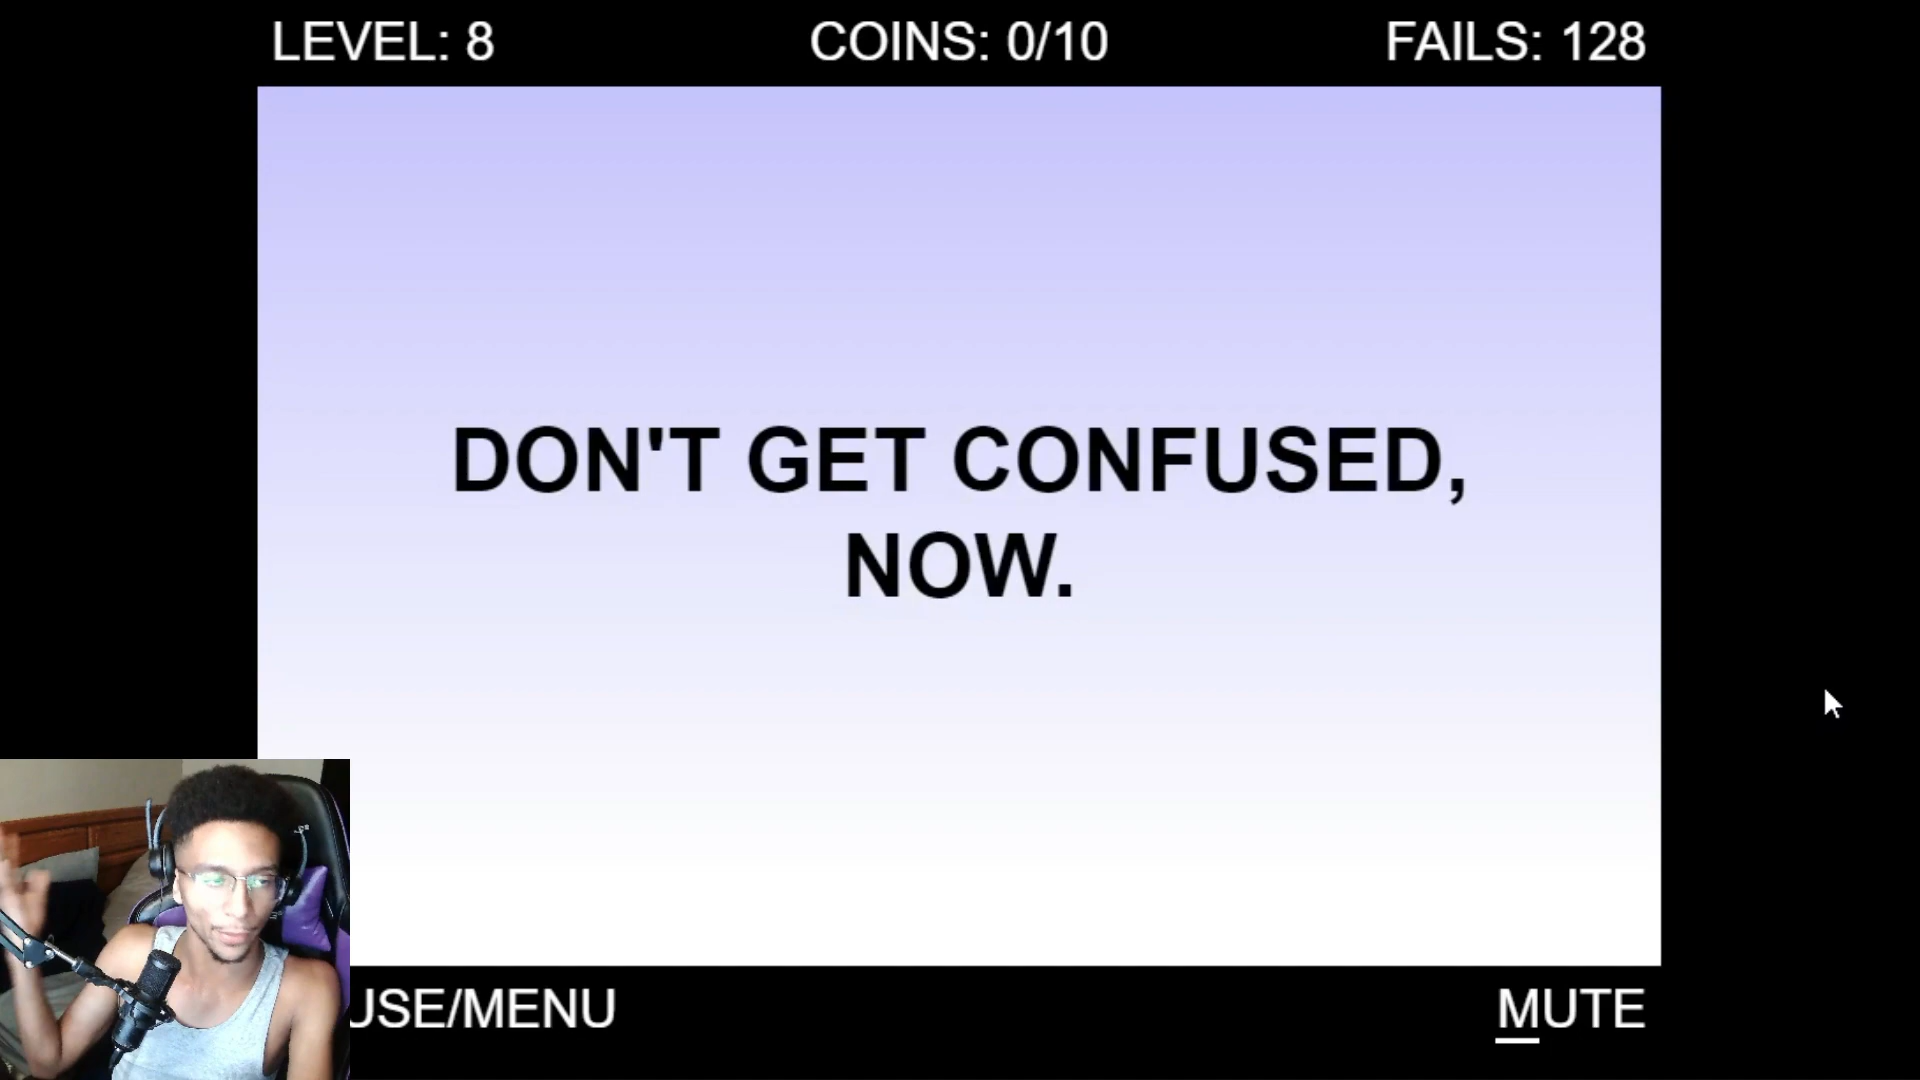 LEVEL: 8
COINS: 0/10
FAILS: 128
DON'T GET CONFUSED,
NOW.
USE/MENU
MUTE